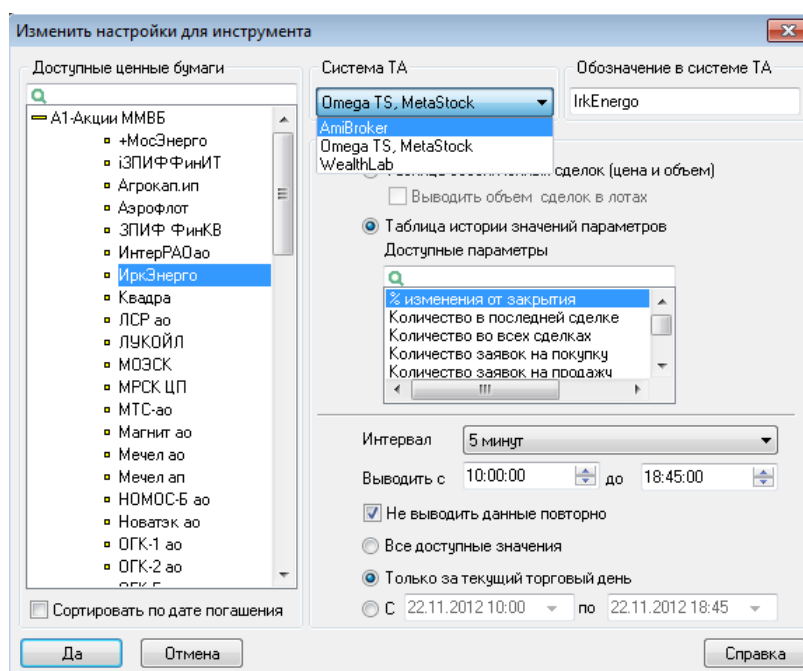 Изменить настройки для инструмента
Доступные ценные бумаги
А1-Акции ММВБ
+МосЭнерго
iЗПИФФинИТ
Агрокап.ип
Аэрофлот
ЗПИФ ФинКВ
ИнтерРАОао
ИркЭнерго
Квадра
ЛСР ао
ЛУКОЙЛ
МОЭСК
МРСК ЦП
МТС-ао
Магнит ао
Мечел ао
Мечел ап
НОМОС-Б ао
Новатэк ао
ОГК-1 ао
ОГК-2 ао
Сортировать по дате погашения
Система ТА
Omega TS, MetaStock
AmiBroker
Omega TS, MetaStock
WealthLab
Обозначение в системе ТА
IrkEnergo
сделок (цена и объем)
Выводить объем сделок в лотах
Таблица истории значений параметров
Доступные параметры
% изменения от закрытия
Количество в последней сделке
Количество во всех сделках
Количество заявок на покупку
Количество заявок на продажу
Интервал 5 минут
Выводить с 10:00:00 до 18:45:00
Не выводить данные повторно
Все доступные значения
Только за текущий торговый день
С 22.11.2012 10:00 по 22.11.2012 18:45
Да Отмена Справка